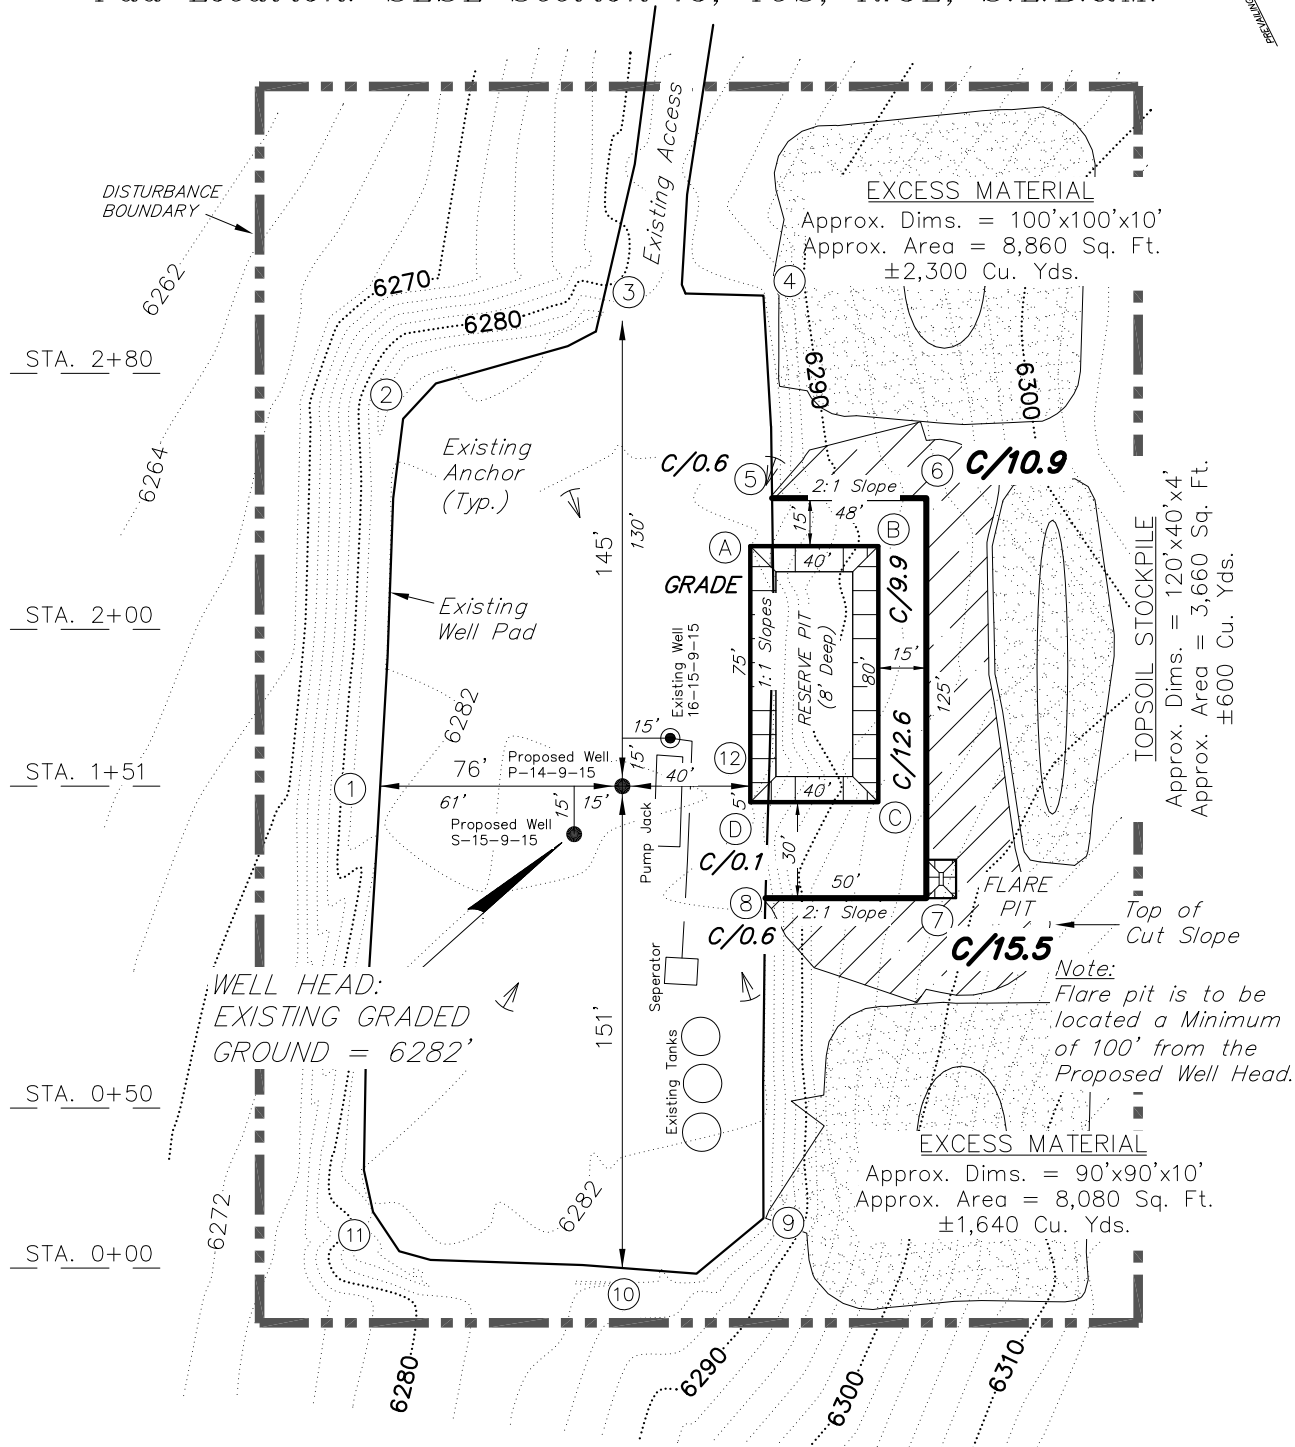 PREVAILING
DISTURBANCE
BOUNDARY
Existing Access
EXCESS MATERIAL
Approx. Dims. = 100'x100'x10'
Approx. Area = 8,860 Sq. Ft.
±2,300 Cu. Yds.
6262
6270
6280
3
4
STA. 2+80
2
6290
6300
6264
Existing
Anchor
(Typ.)
C/0.6
5
6
C/10.9
2:1 Slope
145'
130'
15'
48'
A
B
40'
GRADE
C/9.9
TOPSOIL STOCKPILE
Approx. Dims. = 120'x40'x4'
Approx. Area = 3,660 Sq. Ft.
±600 Cu. Yds.
STA. 2+00
Existing
Well Pad
Existing Well
16-15-9-15
75'
1:1 Slopes
RESERVE PIT
(8' Deep)
80'
15'
125'
6282
15'
15'
C/12.6
STA. 1+51
1
76'
Proposed Well
P-14-9-15
40'
12
61'
15'
15'
5'
40'
C
Proposed Well
S-15-9-15
Pump Jack
D
C/0.1
30'
50'
8
2:1 Slope
C/0.6
FLARE
PIT
7
C/15.5
Top of
Cut Slope
WELL HEAD:
EXISTING GRADED
GROUND = 6282'
Seperator
151'
Note:
Flare pit is to be
located a Minimum
of 100' from the
Proposed Well Head.
Existing Tanks
STA. 0+50
EXCESS MATERIAL
Approx. Dims. = 90'x90'x10'
Approx. Area = 8,080 Sq. Ft.
±1,640 Cu. Yds.
6272
6282
11
9
STA. 0+00
10
6280
6290
6300
6310